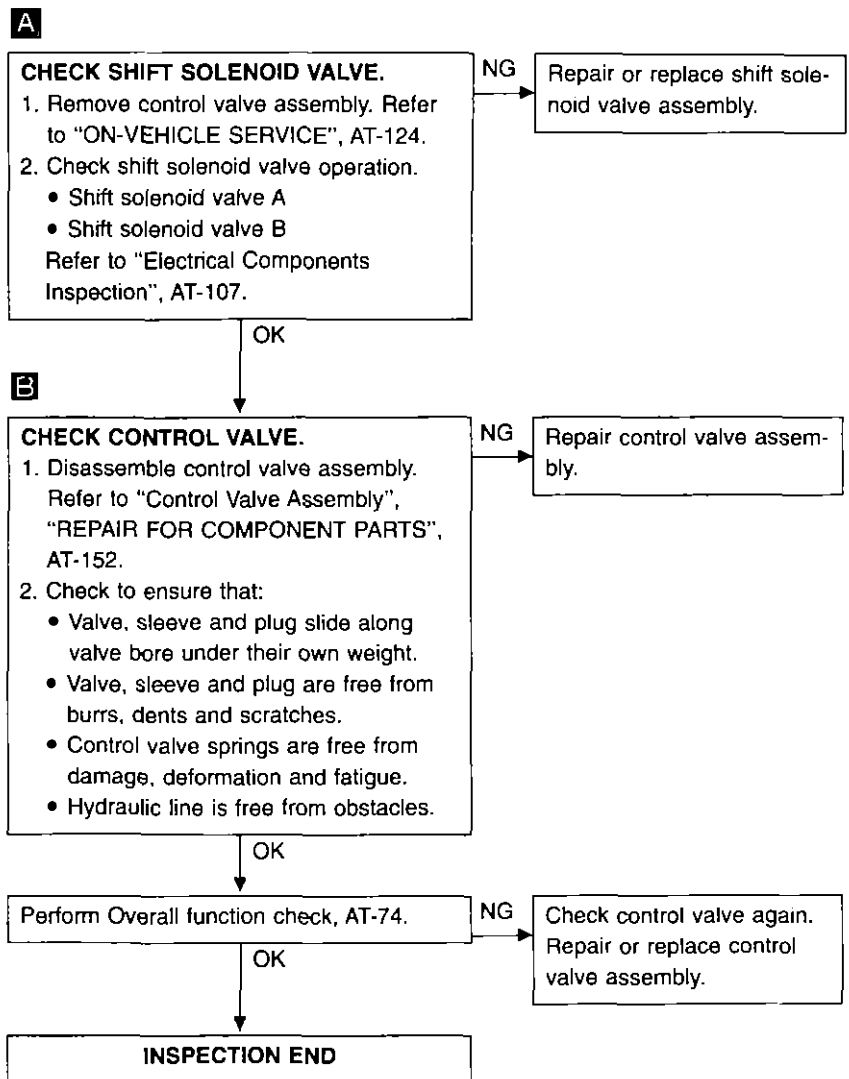 A
CHECK SHIFT SOLENOID VALVE.
1. Remove control valve assembly. Refer
to “ON-VEHICLE SERVICE”, AT-124.
2. Check shift solenoid valve operation.
• Shift solenoid valve A
• Shift solenoid valve B
Refer to “Electrical Components
Inspection”, AT-107.
NG
Repair or replace shift sole-
noid valve assembly.
OK
B
CHECK CONTROL VALVE.
1. Disassemble control valve assembly.
Refer to “Control Valve Assembly”,
“REPAIR FOR COMPONENT PARTS”,
AT-152.
2. Check to ensure that:
• Valve, sleeve and plug slide along
valve bore under their own weight.
• Valve, sleeve and plug are free from
burrs, dents and scratches.
• Control valve springs are free from
damage, deformation and fatigue.
• Hydraulic line is free from obstacles.
NG
Repair control valve assem-
bly.
OK
Perform Overall function check, AT-74.
NG
Check control valve again.
Repair or replace control
valve assembly.
OK
INSPECTION END